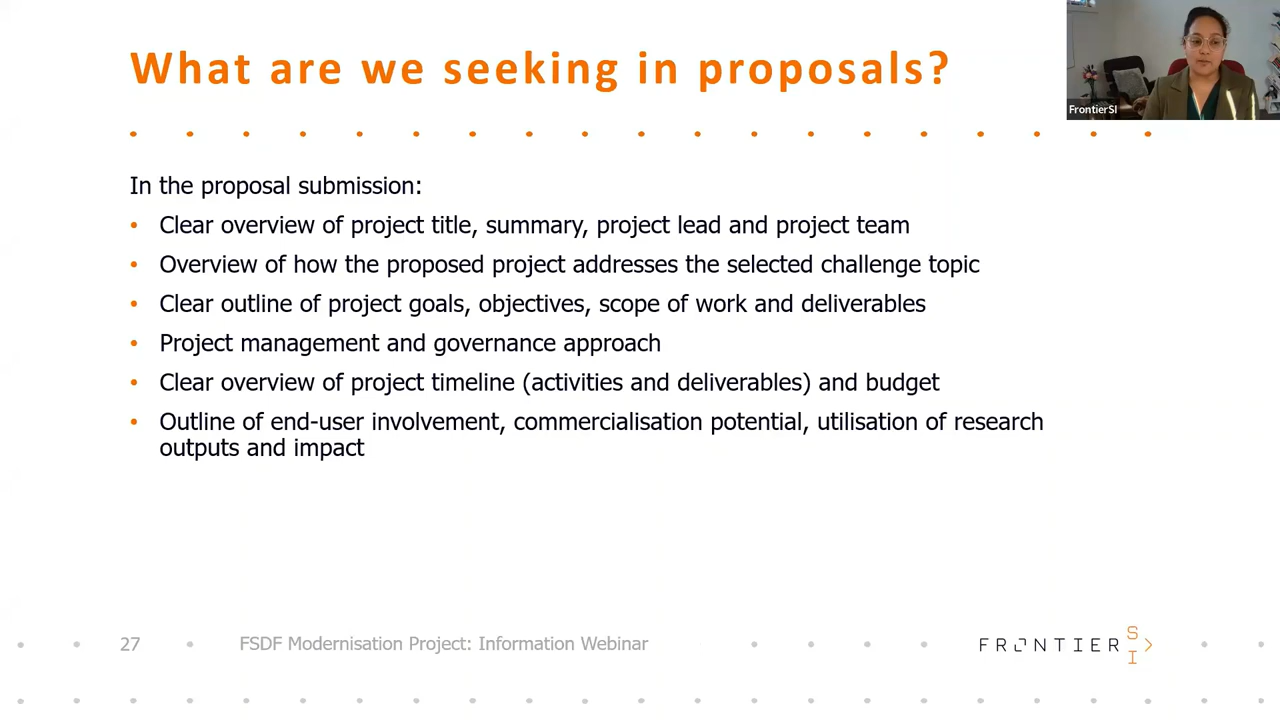 What are we seeking in proposals?
FrontierSI
In the proposal submission:
• Clear overview of project title, summary, project lead and project team
• Overview of how the proposed project addresses the selected challenge topic
• Clear outline of project goals, objectives, scope of work and deliverables
• Project management and governance approach
• Clear overview of project timeline (activities and deliverables) and budget
• Outline of end-user involvement, commercialisation potential, utilisation of research
outputs and impact
27
FSDF Modernisation Project: Information Webinar
FRONTIER SI